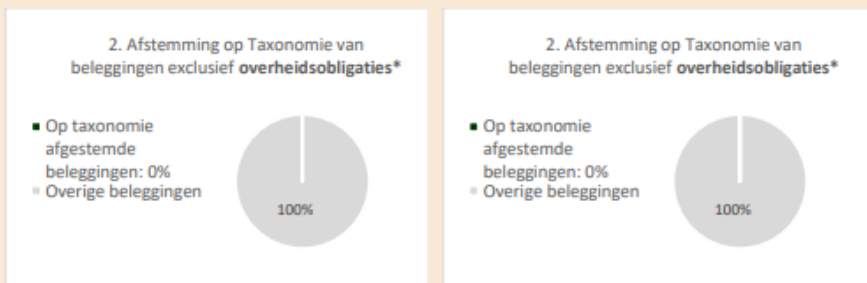 2. Afstemming op Taxonomie van
beleggingen exclusief overheidsobligaties*
Op taxonomie
afgestemde
beleggingen: 0%
Overige beleggingen
100%
2. Afstemming op Taxonomie van
beleggingen exclusief overheidsobligaties*
Op taxonomie
afgestemde
beleggingen: 0%
Overige beleggingen
100%